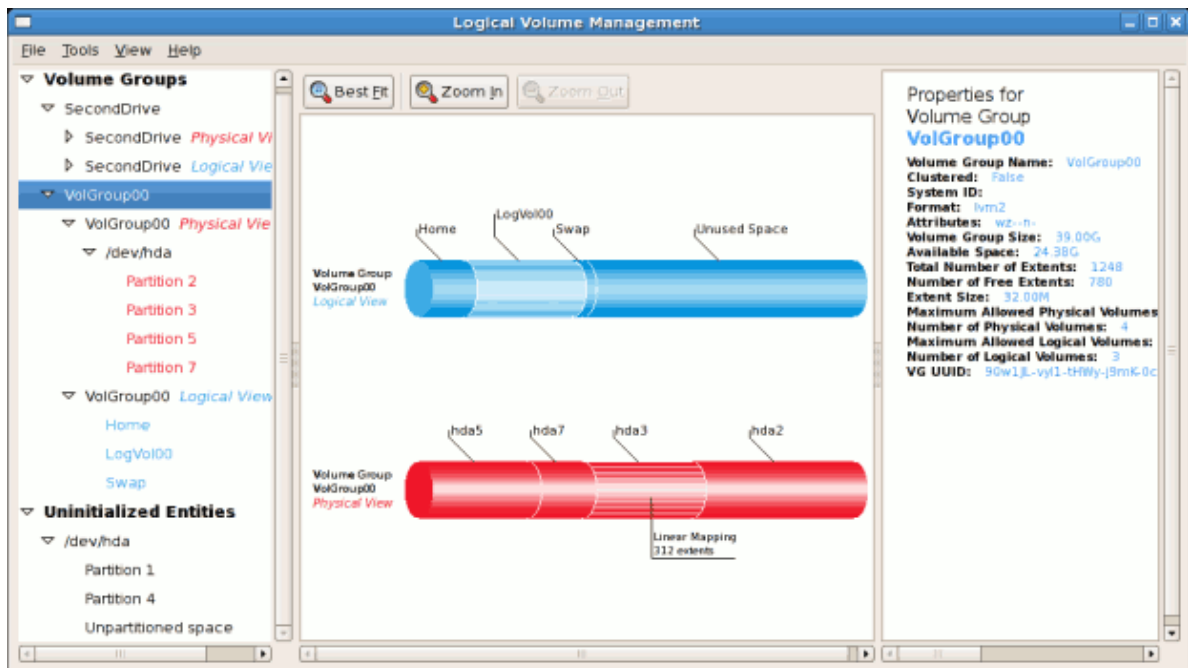 Logical Volume Management
File Tools View Help
Volume Groups
SecondDrive
SecondDrive Physical Vi
SecondDrive Logical Vie
VolGroup00
VolGroup00 Physical Vie
/dev/hda
Partition 2
Partition 3
Partition 5
Partition 7
VolGroup00 Logical View
Home
LogVol00
Swap
Uninitialized Entities
/dev/hda
Partition 1
Partition 4
Unpartitioned space
Best Fit Zoom In Zoom Out
LogVol00
Home Swap Unused Space
Volume Group
VolGroup00
Logical View
hda5 hda7 hda3 hda2
Volume Group
VolGroup00
Physical View
Linear Mapping
312 extents
Properties for
Volume Group
VolGroup00
Volume Group Name: VolGroup00
Clustered: False
System ID:
Format: lvm2
Attributes: wz--n-
Volume Group Size: 39.00G
Available Space: 24.38G
Total Number of Extents: 1248
Number of Free Extents: 780
Extent Size: 32.00M
Maximum Allowed Physical Volumes
Number of Physical Volumes: 4
Maximum Allowed Logical Volumes:
Number of Logical Volumes: 3
VG UUID: 90w1JL-vyl1-tHWy-j9mK-0c